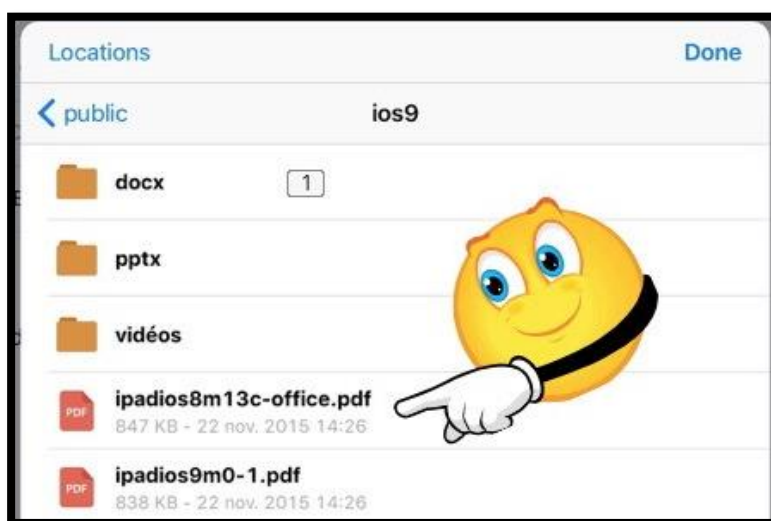 Locations Done
public ios9
docx 1
pptx
vidéos
PDF ipadios8m13c-office.pdf
847 KB - 22 nov. 2015 14:26
PDF ipadios9m0-1.pdf
838 KB - 22 nov. 2015 14:26